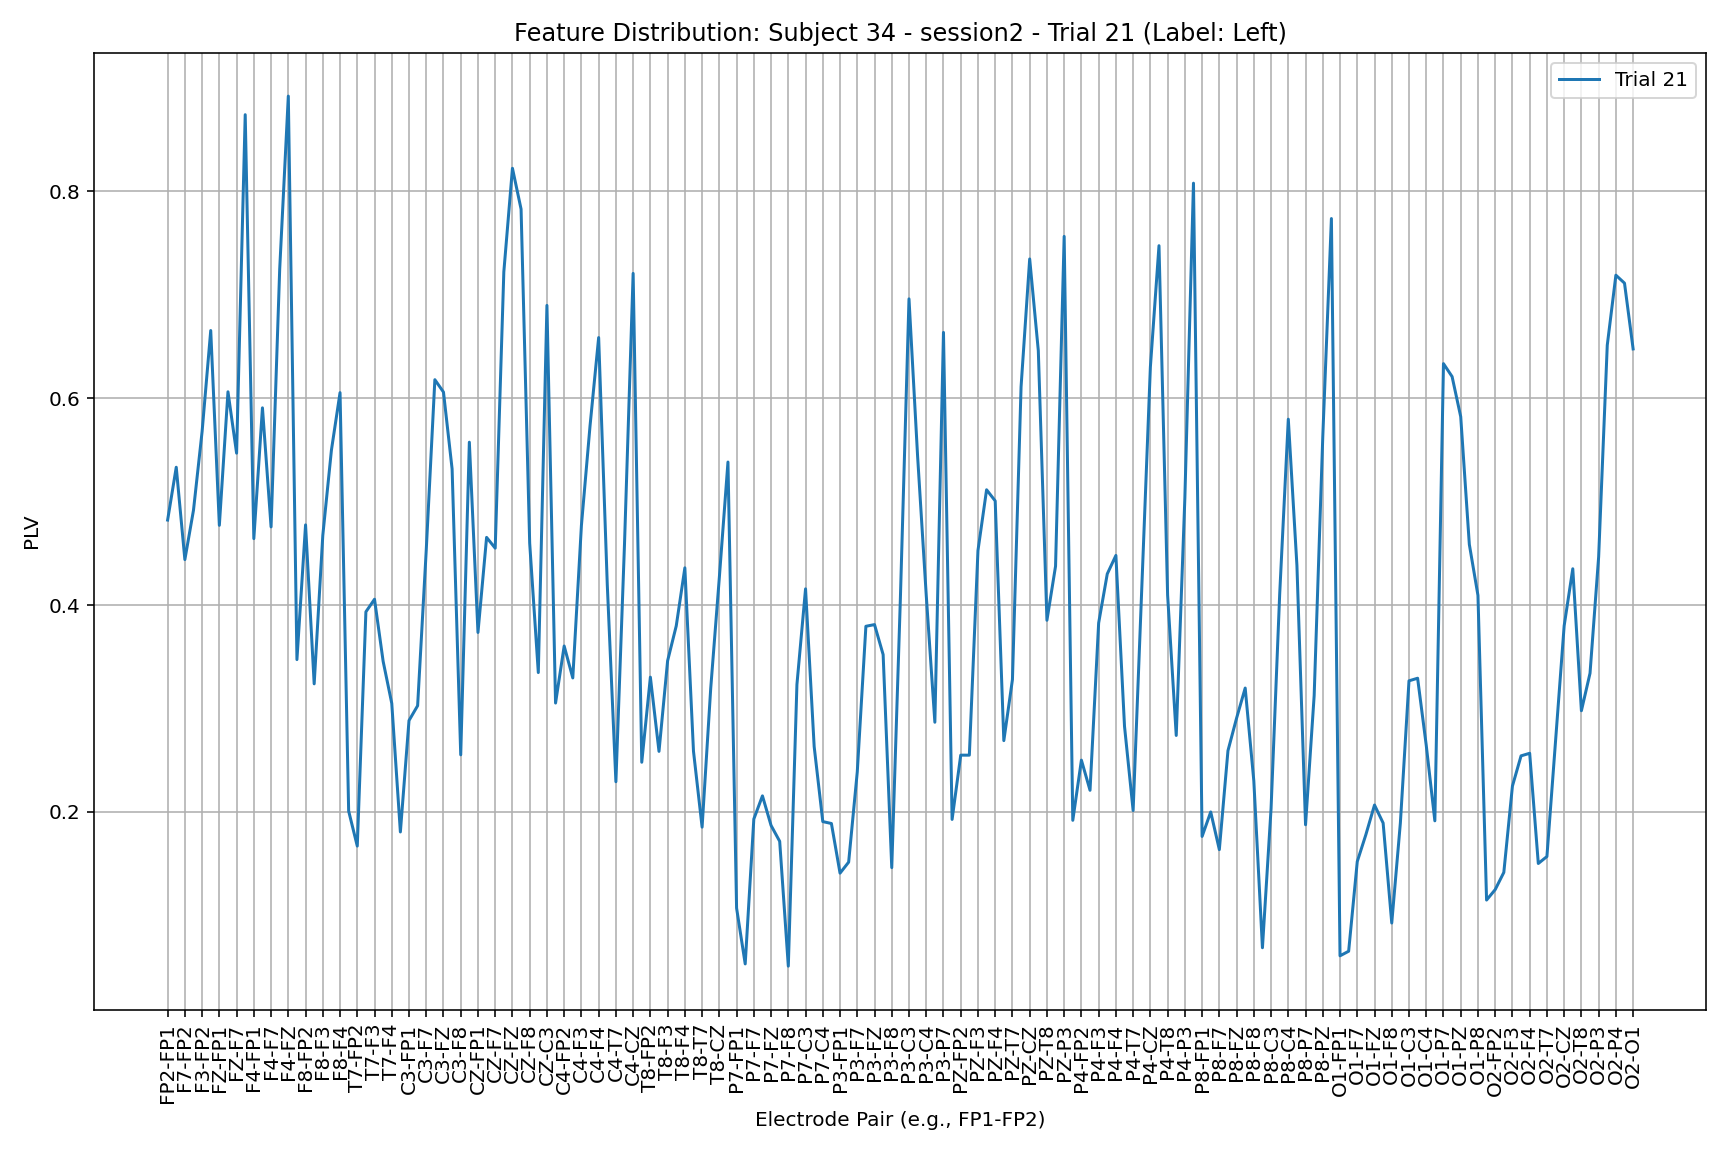 Feature Distribution: Subject 34 - session2 - Trial 21 (Label: Left)
Trial 21
PLV
0.8
0.6
0.4
0.2
FP2-FP1
F7-FP2
F3-FP2
FZ-FP1
FZ-F7
F4-FP1
F4-F7
F4-FZ
F8-FP2
F8-F3
F8-F4
T7-FP2
T7-F3
T7-F4
C3-FP1
C3-F7
C3-FZ
C3-F8
CZ-FP1
CZ-F7
CZ-FZ
CZ-F8
CZ-C3
C4-FP2
C4-F3
C4-F4
C4-T7
C4-CZ
T8-FP2
T8-F3
T8-F4
T8-T7
T8-CZ
P7-FP1
P7-F7
P7-FZ
P7-F8
P7-C3
P7-C4
P3-FP1
P3-F7
P3-FZ
P3-F8
P3-C3
P3-C4
P3-P7
PZ-FP2
PZ-F3
PZ-F4
PZ-T7
PZ-CZ
PZ-T8
PZ-P3
P4-FP2
P4-F3
P4-F4
P4-T7
P4-CZ
P4-T8
P4-P3
P8-FP1
P8-F7
P8-FZ
P8-F8
P8-C3
P8-C4
P8-P7
P8-PZ
O1-FP1
O1-F7
O1-FZ
O1-F8
O1-C3
O1-C4
O1-P7
O1-PZ
O1-P8
O2-FP2
O2-F3
O2-F4
O2-T7
O2-CZ
O2-T8
O2-P3
O2-P4
O2-O1
Electrode Pair (e.g., FP1-FP2)